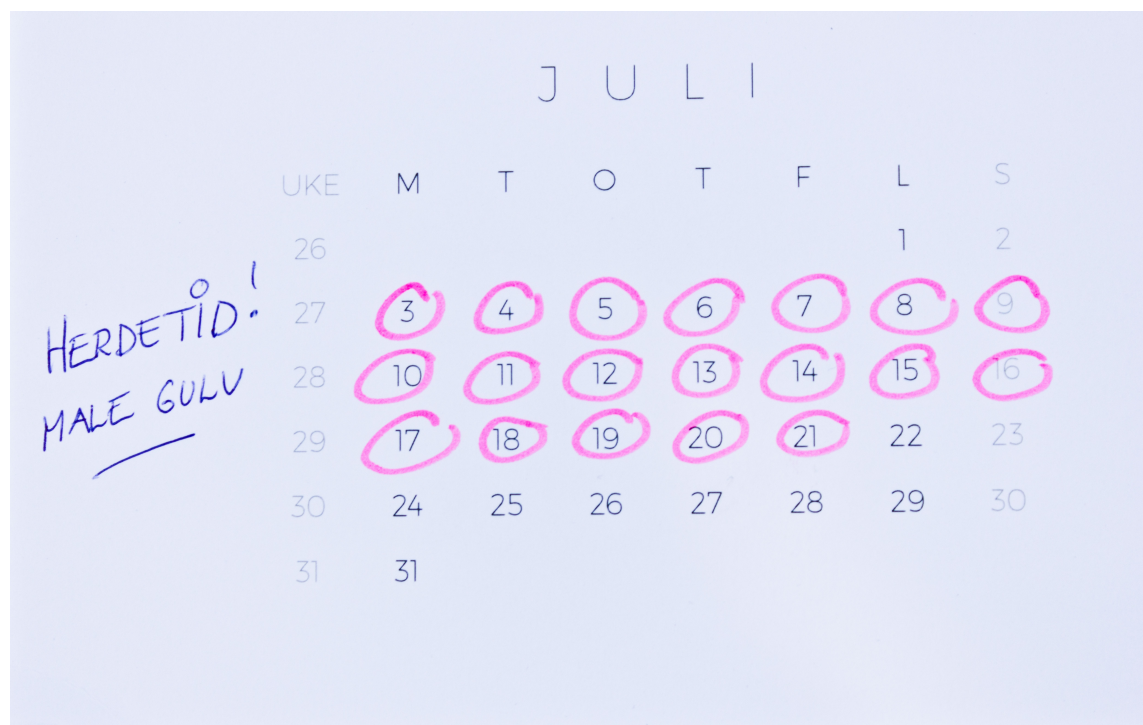 JULI
UKE M T O T F L S
26 1 2
27 3 4 5 6 7 8 9
28 10 11 12 13 14 15 16
29 17 18 19 20 21 22 23
30 24 25 26 27 28 29 30
31 31
HERDETID!
MALE GULV